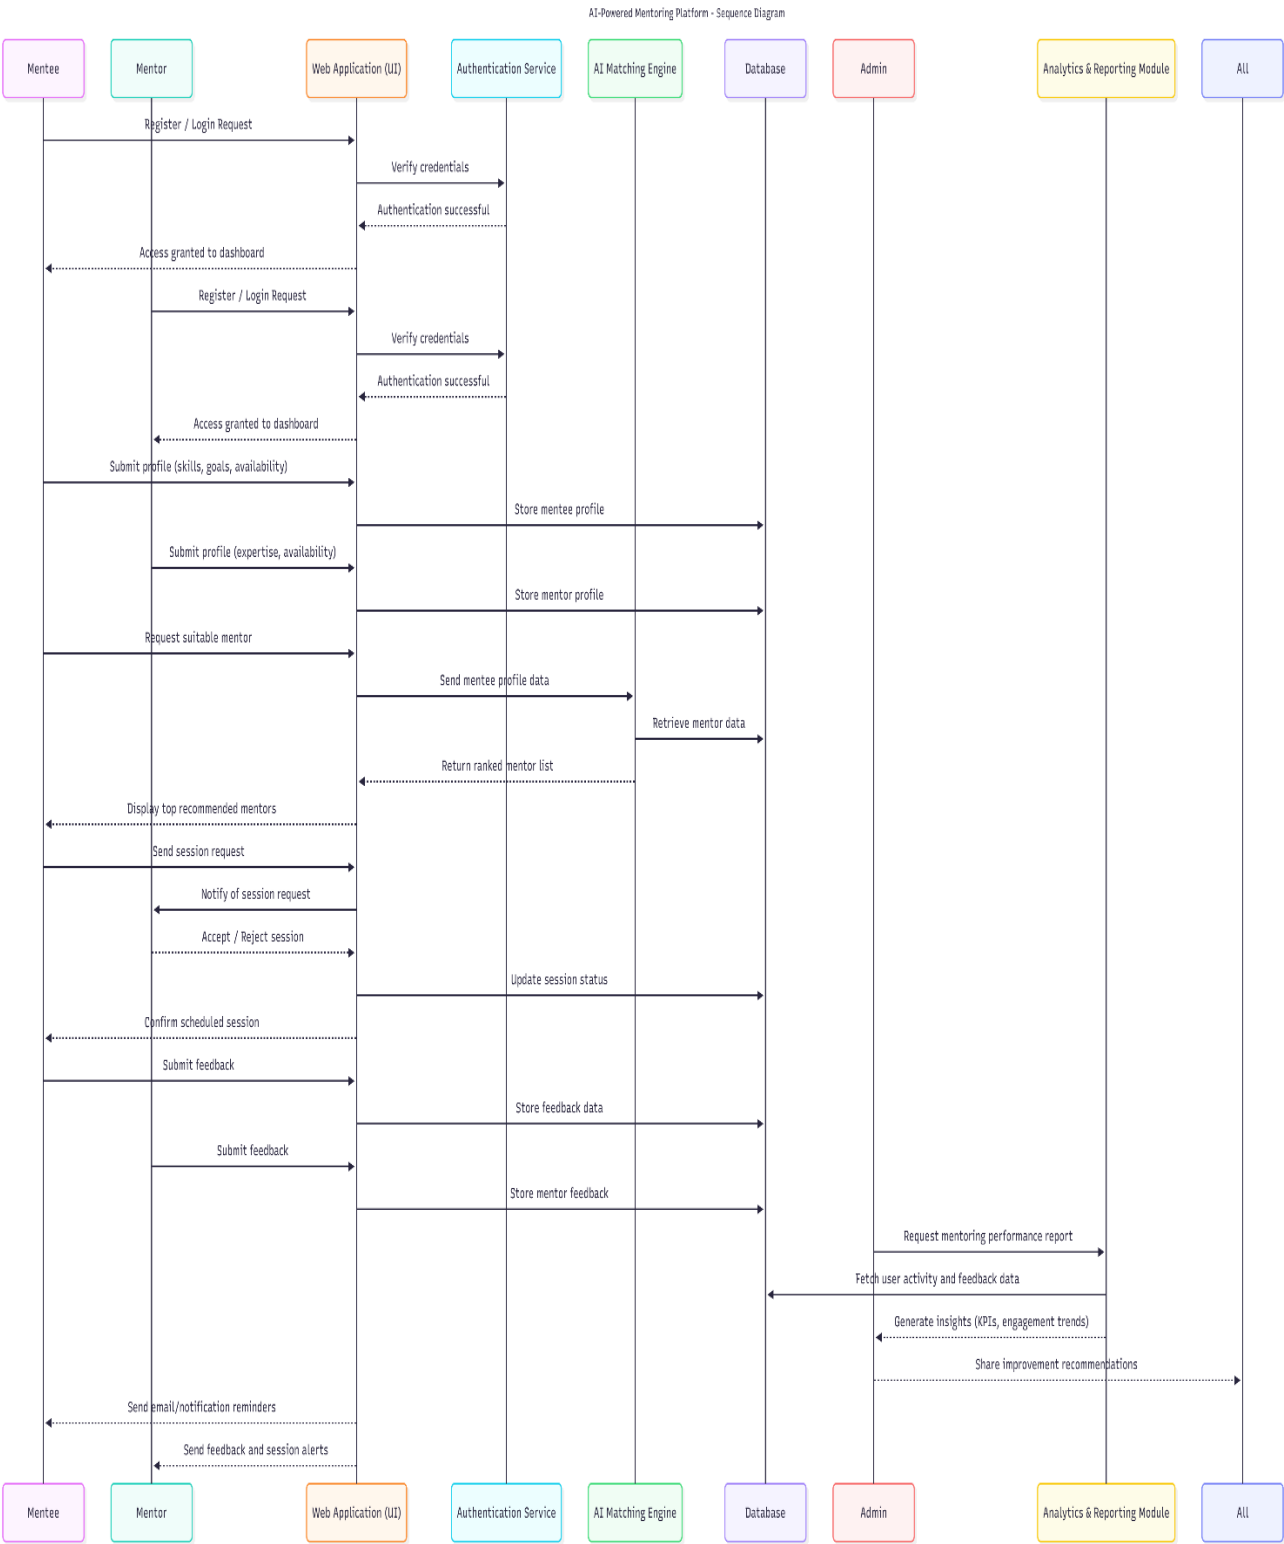 AI-Powered Mentoring Platform - Sequence Diagram
Mentee
Mentor
Web Application (UI)
Authentication Service
AI Matching Engine
Database
Admin
Analytics & Reporting Module
All
Register / Login Request
Verify credentials
Authentication successful
Access granted to dashboard
Register / Login Request
Verify credentials
Authentication successful
Access granted to dashboard
Submit profile (skills, goals, availability)
Store mentee profile
Submit profile (expertise, availability)
Store mentor profile
Request suitable mentor
Send mentee profile data
Retrieve mentor data
Return ranked mentor list
Display top recommended mentors
Send session request
Notify of session request
Accept / Reject session
Update session status
Confirm scheduled session
Submit feedback
Store feedback data
Submit feedback
Store mentor feedback
Request mentoring performance report
Fetch user activity and feedback data
Generate insights (KPIs, engagement trends)
Share improvement recommendations
Send email/notification reminders
Send feedback and session alerts
Mentee
Mentor
Web Application (UI)
Authentication Service
AI Matching Engine
Database
Admin
Analytics & Reporting Module
All